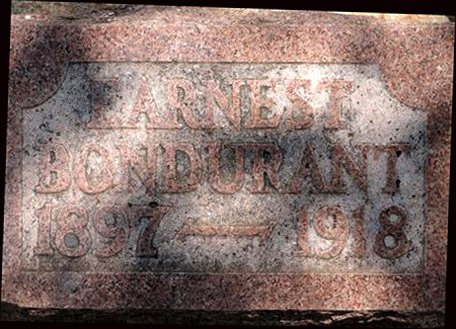 EARNEST
BONDURANT
1897 — 1918